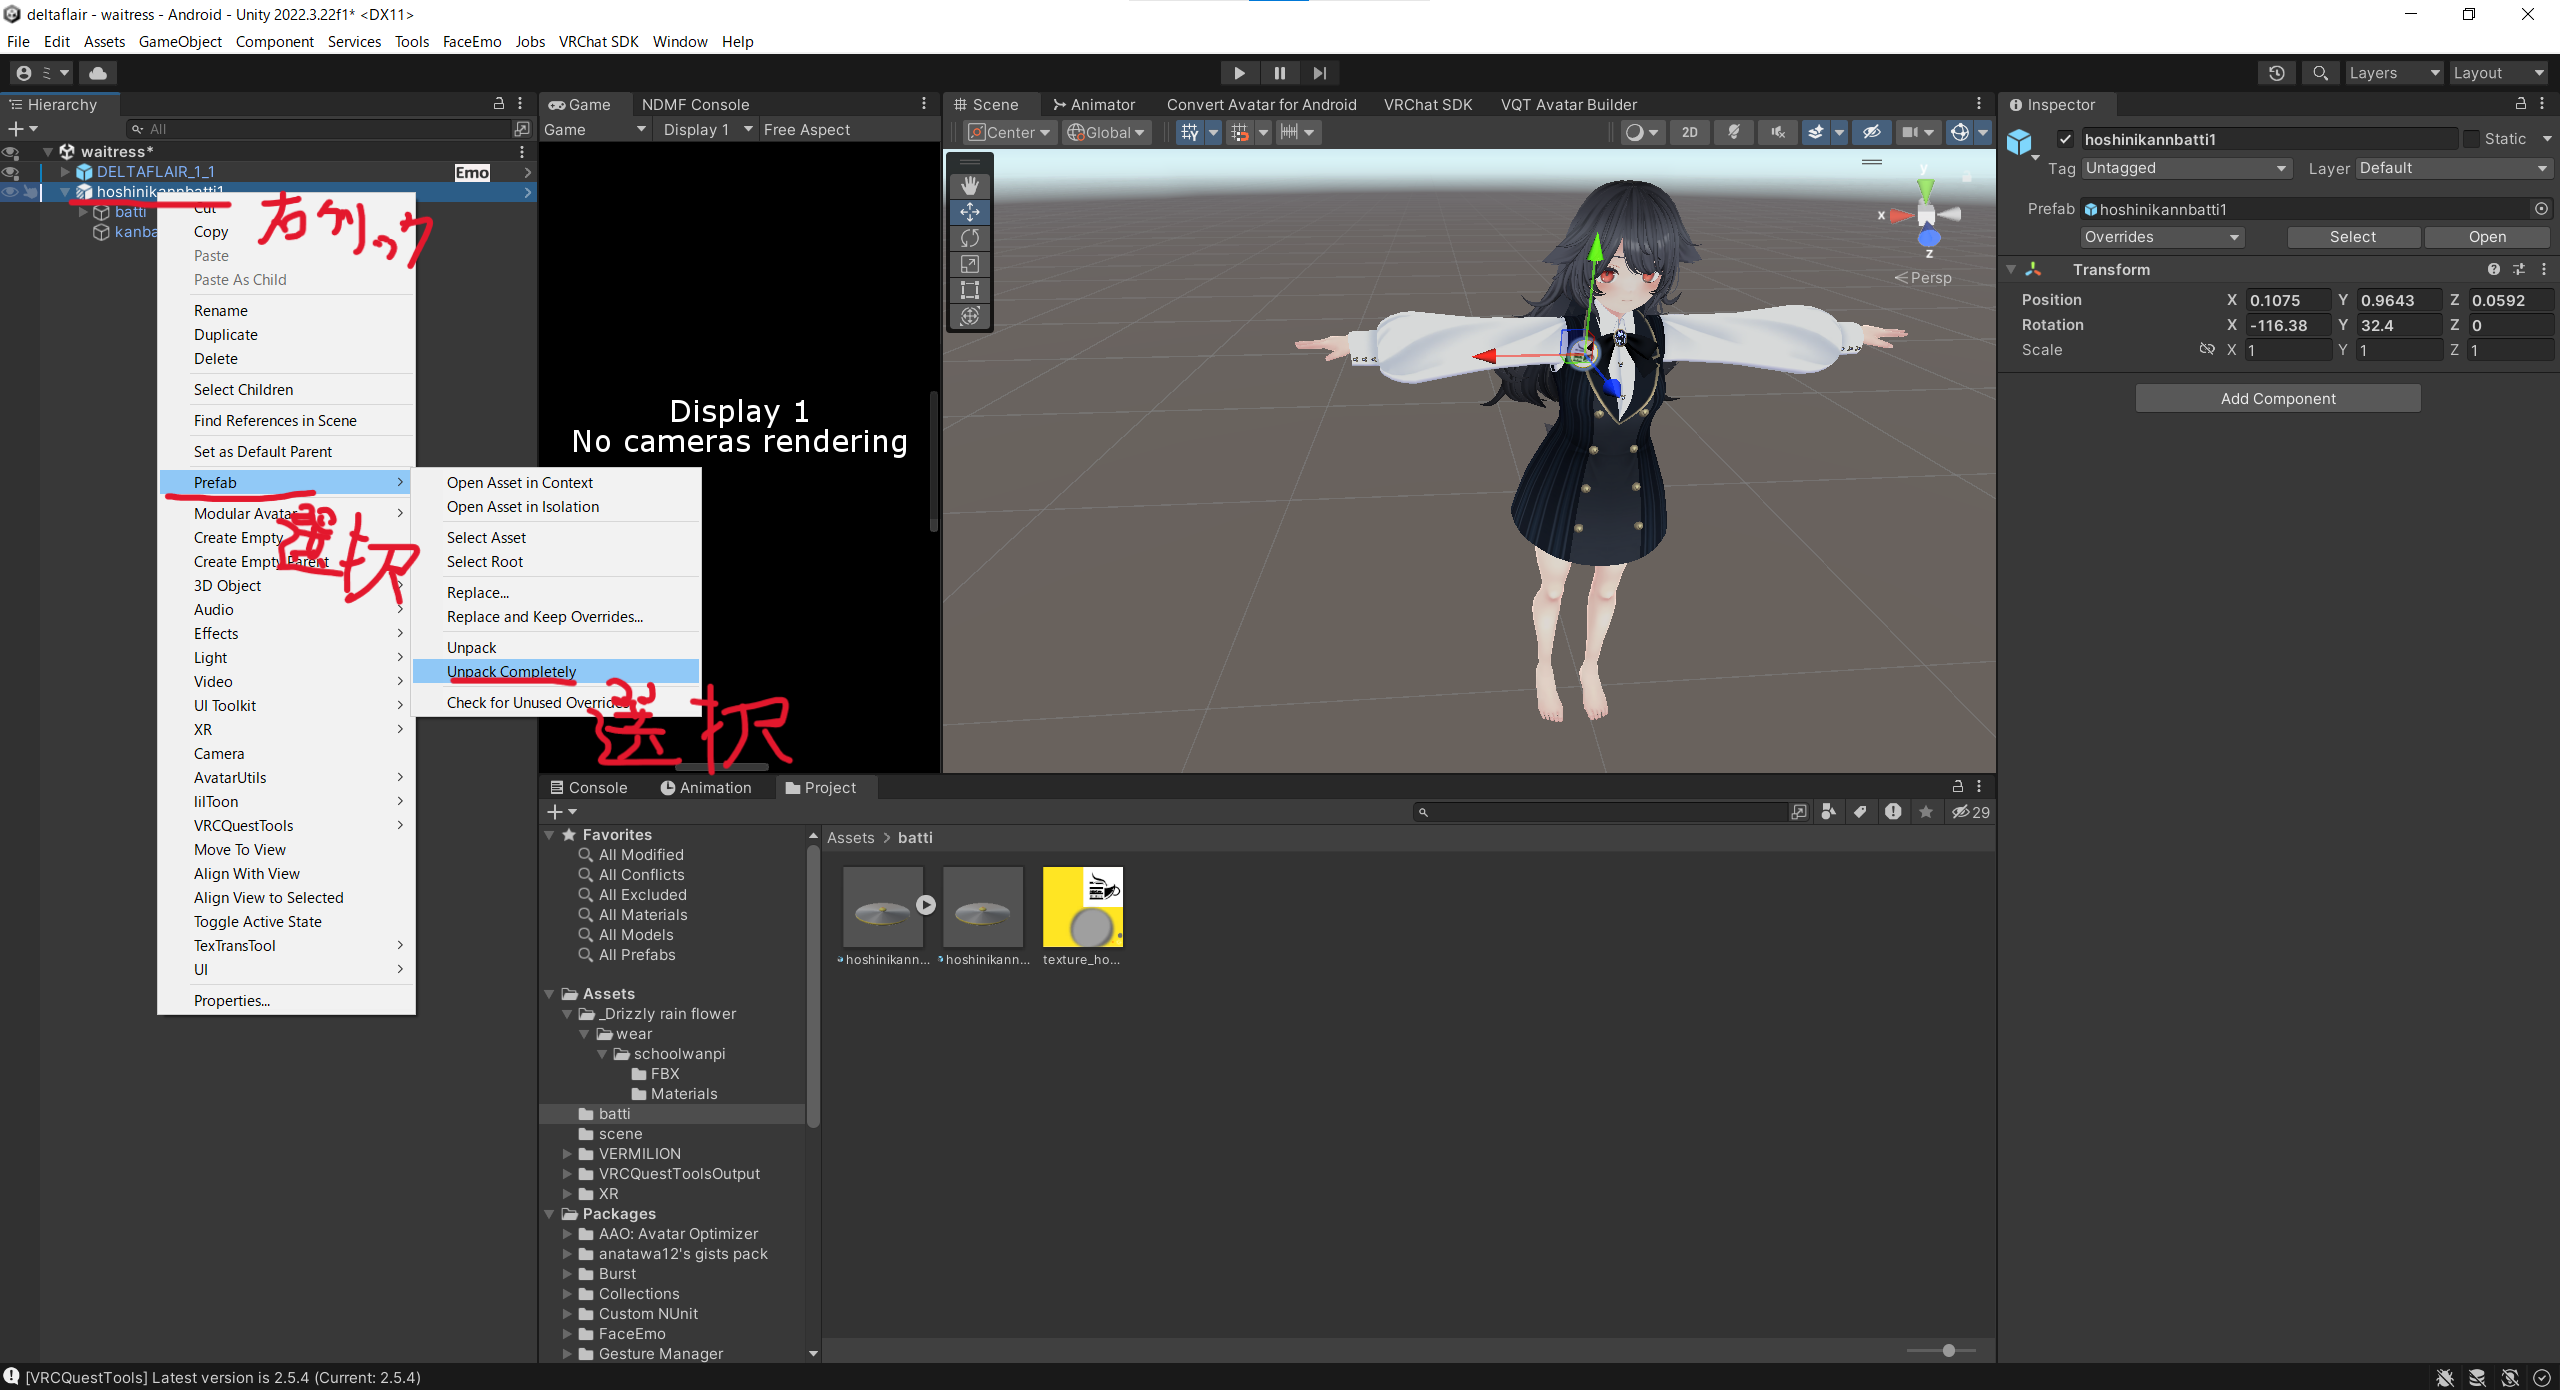 deltaflair - waitress - Android - Unity 2022.3.22f1* <DX11>
File Edit Assets GameObject Component Services Tools FaceEmo Jobs VRChat SDK Window Help
Layers Layout
Hierarchy
All
waitress*
DELTAFLAIR_1_1 Emo
hoshinikannbatti1
batti
kanba
右クリック
Cut
Copy
Paste
Paste As Child
Rename
Duplicate
Delete
Select Children
Find References in Scene
Set as Default Parent
Prefab
選択
Modular Avatar
Create Empty
Create Empty Parent
3D Object
Audio
Effects
Light
Video
UI Toolkit
XR
Camera
AvatarUtils
lilToon
VRCQuestTools
Move To View
Align With View
Align View to Selected
Toggle Active State
TexTransTool
UI
Properties...
Open Asset in Context
Open Asset in Isolation
Select Asset
Select Root
Replace...
Replace and Keep Overrides...
Unpack
Unpack Completely
選択
Check for Unused Overrides
Game NDMF Console
Game Display 1 Free Aspect
Display 1
No cameras rendering
Scene Animator Convert Avatar for Android VRChat SDK VQT Avatar Builder
Center Global 2D
y
x
z
Persp
Console Animation Project
29
Favorites
All Modified
All Conflicts
All Excluded
All Materials
All Models
All Prefabs
Assets
_Drizzly rain flower
wear
schoolwanpi
FBX
Materials
batti
scene
VERMILION
VRCQuestToolsOutput
XR
Packages
AAO: Avatar Optimizer
anatawa12's gists pack
Burst
Collections
Custom NUnit
FaceEmo
Gesture Manager
Assets > batti
hoshinikann... hoshinikann... texture_ho...
Inspector
hoshinikannbatti1 Static
Tag Untagged Layer Default
Prefab hoshinikannbatti1
Overrides Select Open
Transform
Position X 0.1075 Y 0.9643 Z 0.0592
Rotation X -116.38 Y 32.4 Z 0
Scale X 1 Y 1 Z 1
Add Component
[VRCQuestTools] Latest version is 2.5.4 (Current: 2.5.4)